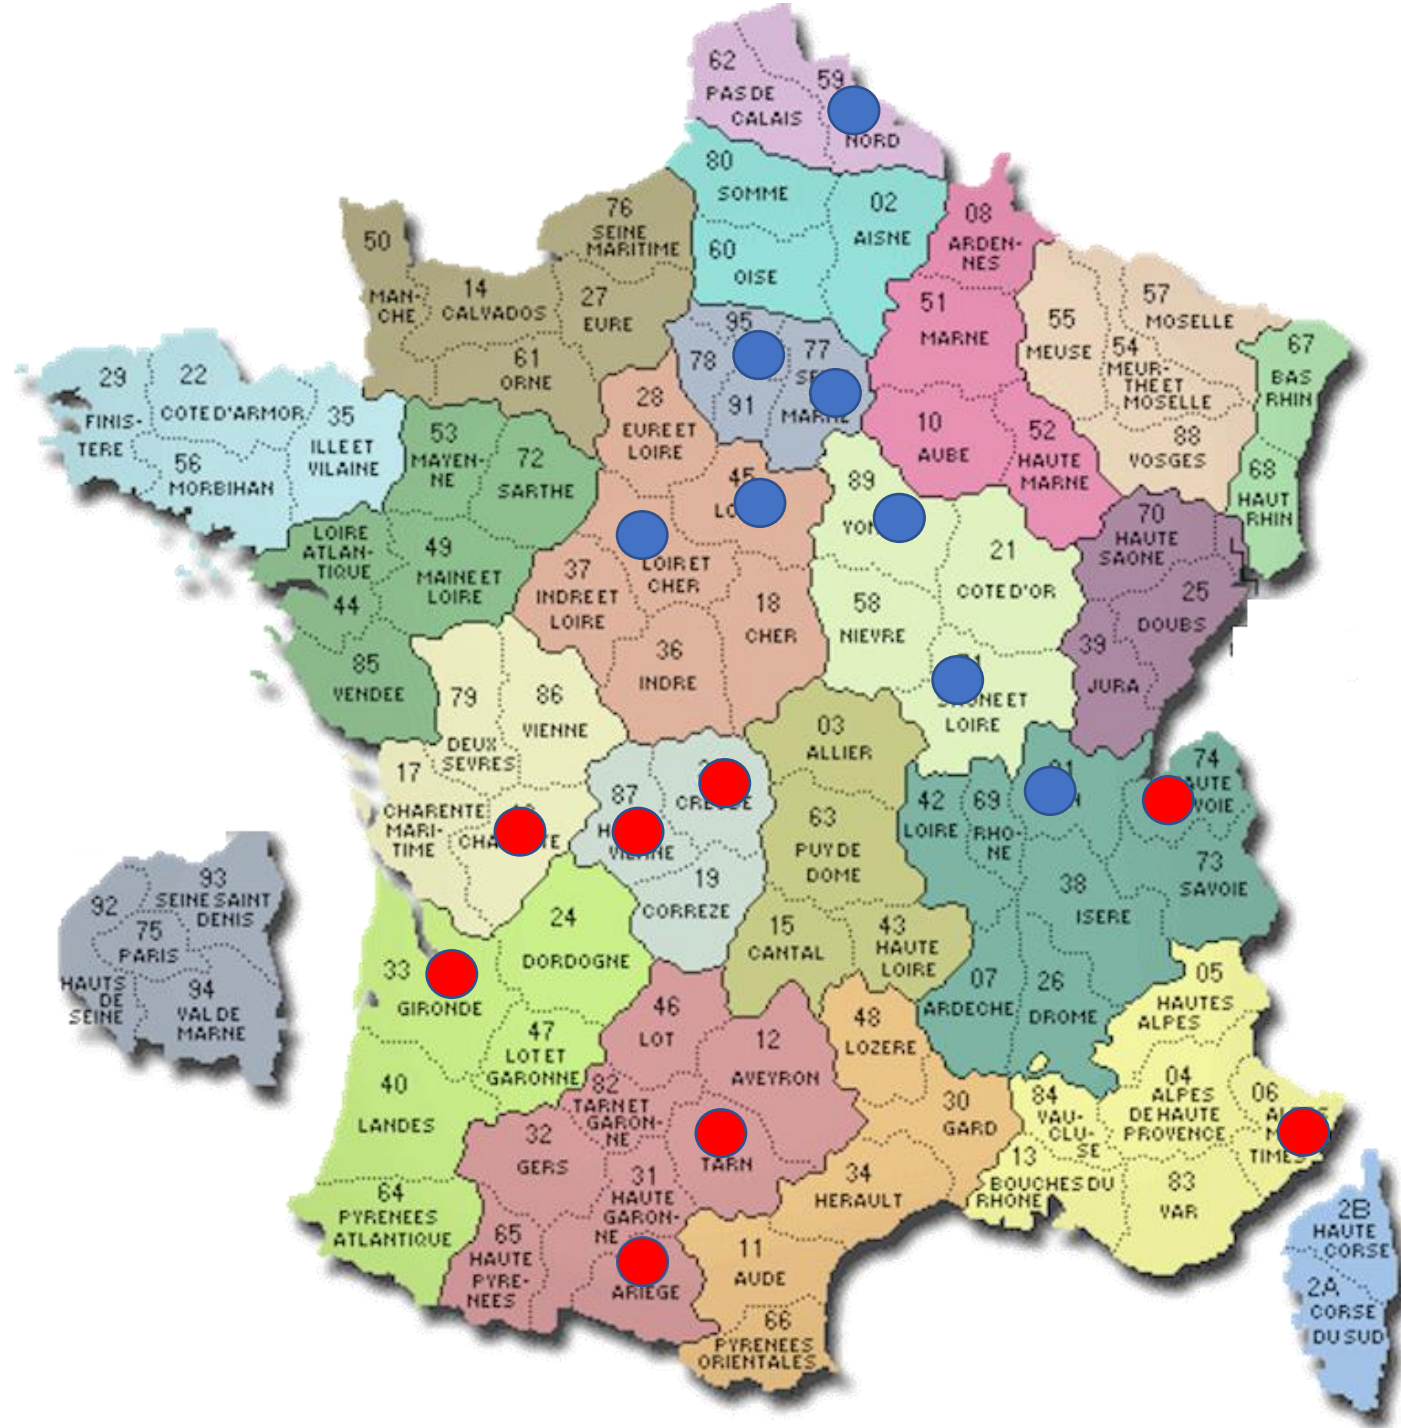 62
PAS DE
CALAIS
59
NORD
80
SOMME
02
AISNE
60
OISE
76
SEINE
MARITIME
27
EURE
14
CALVADOS
50
MAN-
CHE
61
ORNE
08
ARDEN-
NES
51
MARNE
10
AUBE
52
HAUTE
MARNE
55
MEUSE
57
MOSELLE
54
MEUR-
THE ET
MOSELLE
88
VOSGES
67
BAS
RHIN
68
HAUT
RHIN
95
78
91
77
MARNE
29
FINIS-
TERE
22
COTE D'ARMOR
35
ILLE ET
VILAINE
56
MORBIHAN
53
MAYEN-
NE
72
SARTHE
LOIRE
ATLAN-
TIQUE
44
49
MAINE ET
LOIRE
85
VENDEE
28
EURE ET
LOIRE
45
LOIR ET
CHER
37
INDRE ET
LOIRE
18
CHER
36
INDRE
89
21
COTE D'OR
58
NIEVRE
ET
LOIRE
70
HAUTE
SAONE
25
DOUBS
39
JURA
79
DEUX
SEVRES
86
VIENNE
17
CHARENTE
MARI-
TIME
87
19
CORREZE
03
ALLIER
63
PUY DE
DOME
15
CANTAL
43
HAUTE
LOIRE
42
LOIRE
69
RHO-
NE
74
73
SAVOIE
38
ISERE
07
ARDECHE
26
DROME
93
SEINE SAINT
DENIS
92
HAUTS
DE
SEINE
75
PARIS
94
VAL DE
MARNE
33
GIRONDE
24
DORDOGNE
47
LOT ET
GARONNE
40
LANDES
64
PYRENEES
ATLANTIQUE
46
LOT
12
AVEYRON
82
TARN ET
GARON-
NE
32
GERS
TARN
31
HAUTE
GARON-
NE
65
HAUTE
PYRE-
NEES
ARIEGE
48
LOZERE
30
GARD
34
HERAULT
11
AUDE
66
PYRENEES
ORIENTALES
05
HAUTES
ALPES
04
ALPES
DE HAUTE
PROVENCE
06
TIMES
84
VAU-
CLU-
SE
13
BOUCHES DU
RHONE
83
VAR
2B
HAUTE
CORSE
2A
CORSE
DU SUD